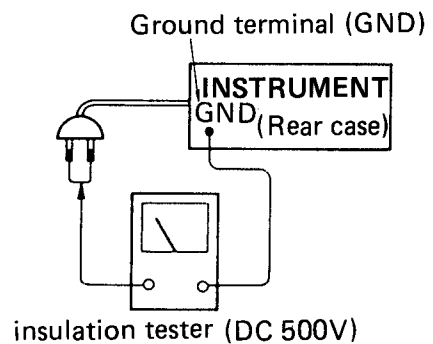 Ground terminal (GND)
INSTRUMENT
GND (Rear case)
insulation tester (DC 500V)